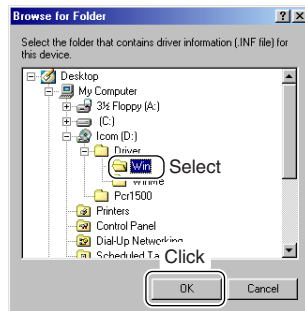 Browse for Folder
Select the folder that contains driver information (.INF file) for
this device.
Desktop
My Computer
3½ Floppy (A:)
(C:)
Icom (D:)
Driver
Win
Select
WinMe
Pcr1500
Printers
Control Panel
Dial-Up Networking
Scheduled Ta
Click
OK
Cancel